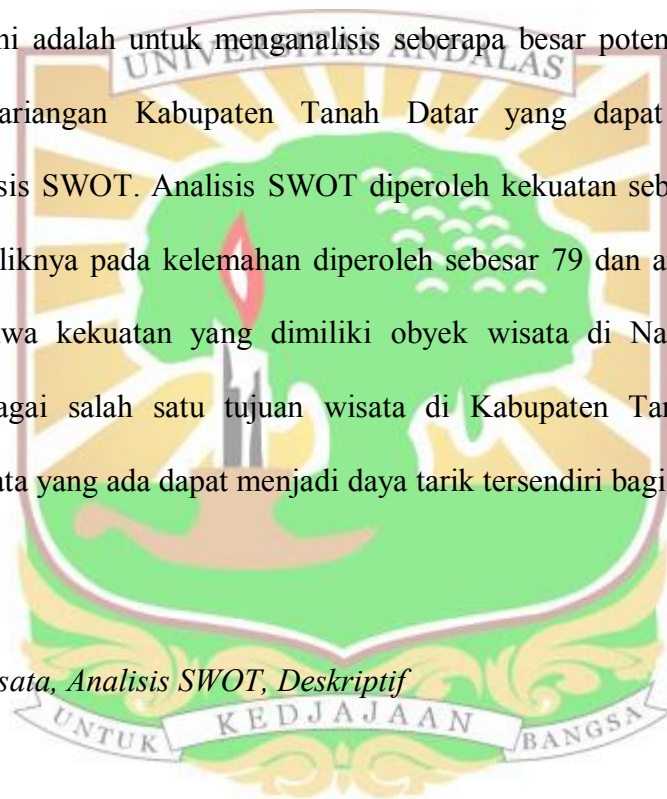 ni adalah untuk menganalisis seberapa besar poten
UNIVERSITAS ANDALAS
ariangan Kabupaten Tanah Datar yang dapat
sis SWOT. Analisis SWOT diperoleh kekuatan seb
liknya pada kelemahan diperoleh sebesar 79 dan a
wa kekuatan yang dimiliki obyek wisata di Na
agai salah satu tujuan wisata di Kabupaten Tan
ata yang ada dapat menjadi daya tarik tersendiri bagi
sata, Analisis SWOT, Deskriptif
UNTUK KEDJAJAAN BANGSA